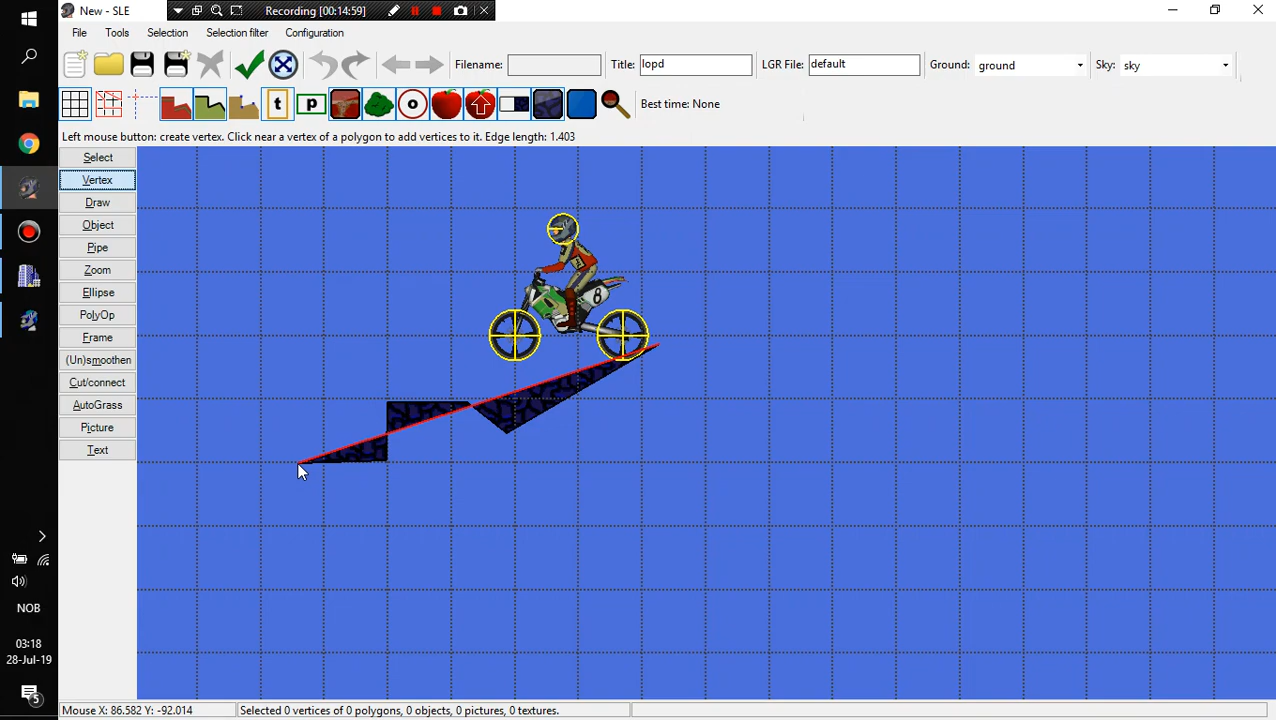 New - SLE
Recording [00:14:59]
File Tools Selection Selection filter Configuration
Filename: Title: lopd LGR File: default Ground: ground Sky: sky
t p o Best time: None
Left mouse button: create vertex. Click near a vertex of a polygon to add vertices to it. Edge length: 1.403
Select
Vertex
Draw
Object
Pipe
Zoom
Ellipse
PolyOp
Frame
(Un)smoothen
Cut/connect
AutoGrass
Picture
Text
8
NOB
03:18
28-Jul-19
5
Mouse X: 86.582 Y: -92.014 Selected 0 vertices of 0 polygons, 0 objects, 0 pictures, 0 textures.